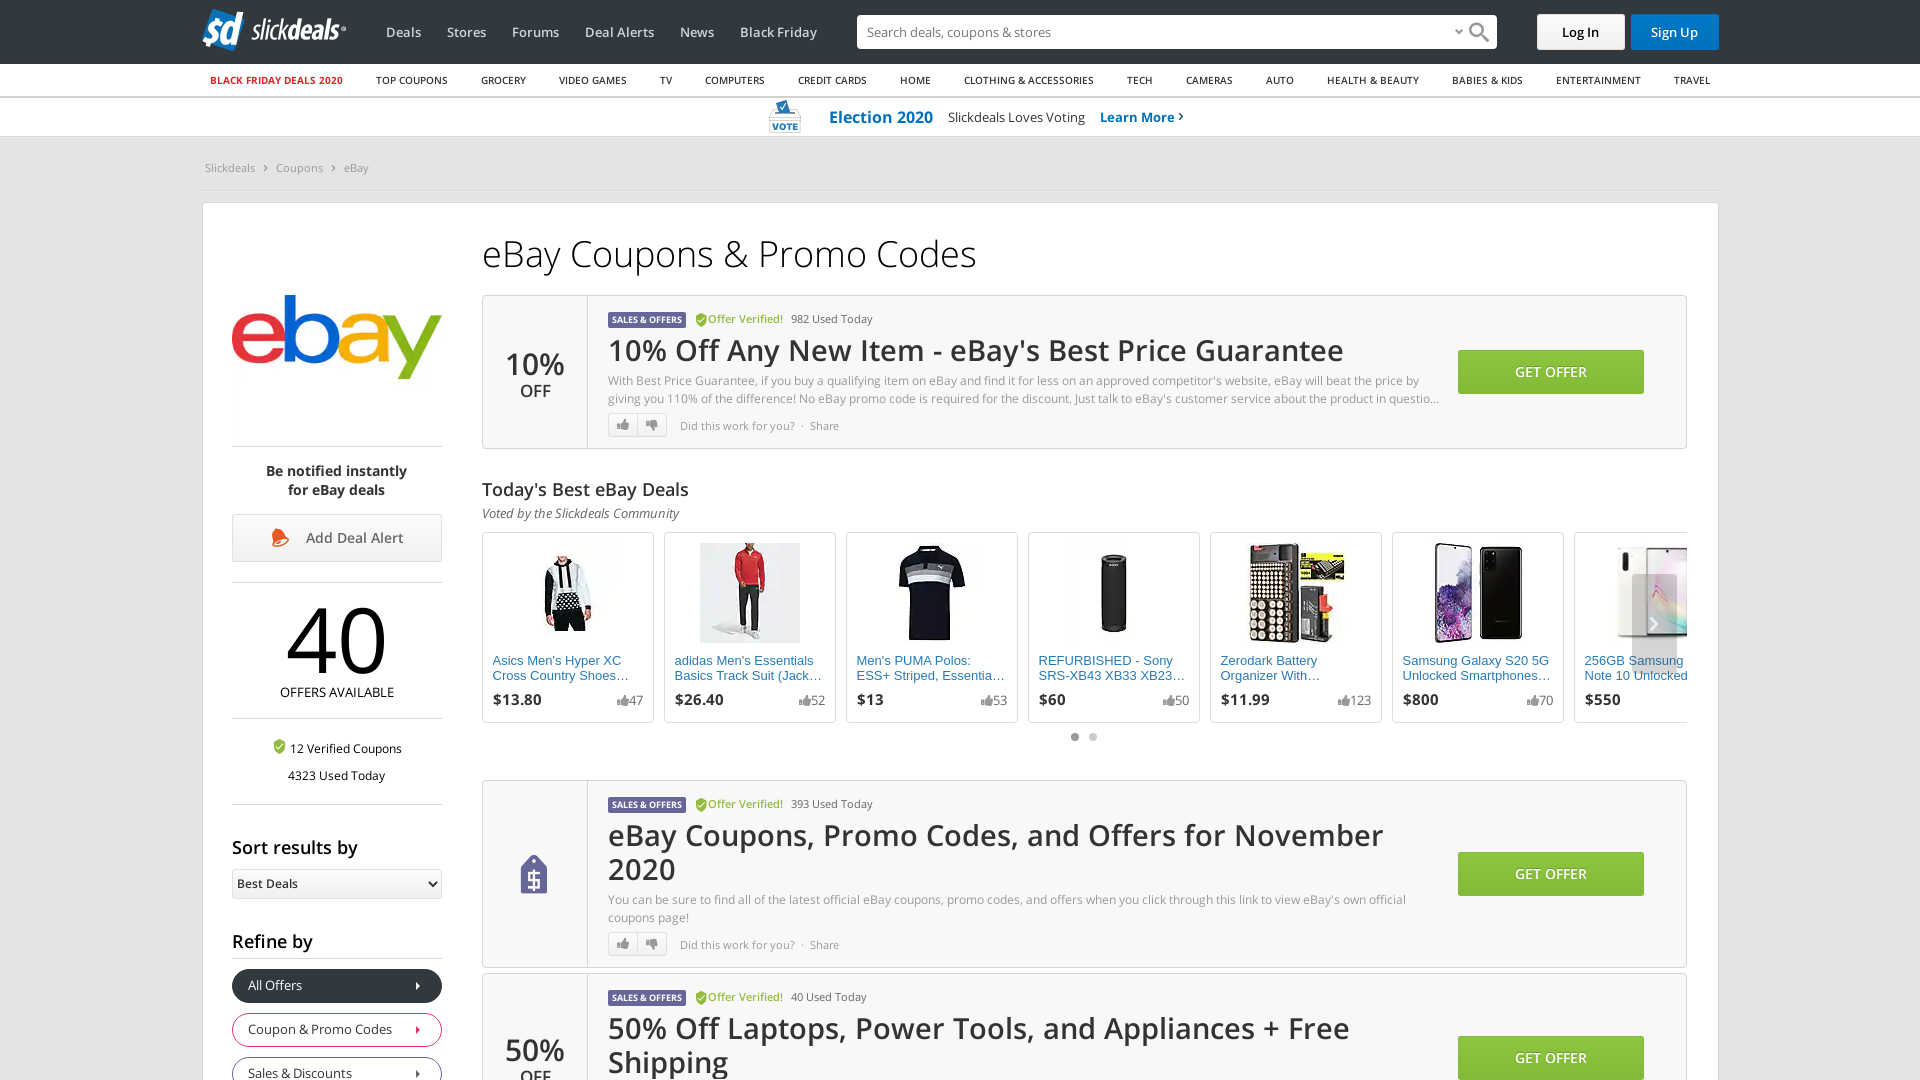 sd slickdeals
Deals
Stores
Forums
Deal Alerts
News
Black Friday
Search deals, coupons & stores
Log In
Sign Up
BLACK FRIDAY DEALS 2020
TOP COUPONS
GROCERY
VIDEO GAMES
TV
COMPUTERS
CREDIT CARDS
HOME
CLOTHING & ACCESSORIES
TECH
CAMERAS
AUTO
HEALTH & BEAUTY
BABIES & KIDS
ENTERTAINMENT
TRAVEL
VOTE
Election 2020
Slickdeals Loves Voting
Learn More
Slickdeals
Coupons
eBay
ebay
Be notified instantly
for eBay deals
Add Deal Alert
40
OFFERS AVAILABLE
12 Verified Coupons
4323 Used Today
Sort results by
Best Deals
Refine by
All Offers
Coupon & Promo Codes
Sales & Discounts
eBay Coupons & Promo Codes
10%
OFF
SALES & OFFERS
Offer Verified!
982 Used Today
10% Off Any New Item - eBay's Best Price Guarantee
With Best Price Guarantee, if you buy a qualifying item on eBay and find it for less on an approved competitor's website, eBay will beat the price by
giving you 110% of the difference! No eBay promo code is required for the discount. Just talk to eBay's customer service about the product in questio...
Did this work for you? · Share
GET OFFER
Today's Best eBay Deals
Voted by the Slickdeals Community
Asics Men's Hyper XC
Cross Country Shoes...
$13.80
47
adidas Men's Essentials
Basics Track Suit (Jack...
$26.40
52
Men's PUMA Polos:
ESS+ Striped, Essentia...
$13
53
REFURBISHED - Sony
SRS-XB43 XB33 XB23...
$60
50
Zerodark Battery
Organizer With...
$11.99
123
Samsung Galaxy S20 5G
Unlocked Smartphones...
$800
70
256GB Samsung
Note 10 Unlocked
$550
SALES & OFFERS
Offer Verified!
393 Used Today
eBay Coupons, Promo Codes, and Offers for November
2020
You can be sure to find all of the latest official eBay coupons, promo codes, and offers when you click through this link to view eBay's own official
coupons page!
Did this work for you? · Share
GET OFFER
50%
OFF
SALES & OFFERS
Offer Verified!
40 Used Today
50% Off Laptops, Power Tools, and Appliances + Free
Shipping
GET OFFER